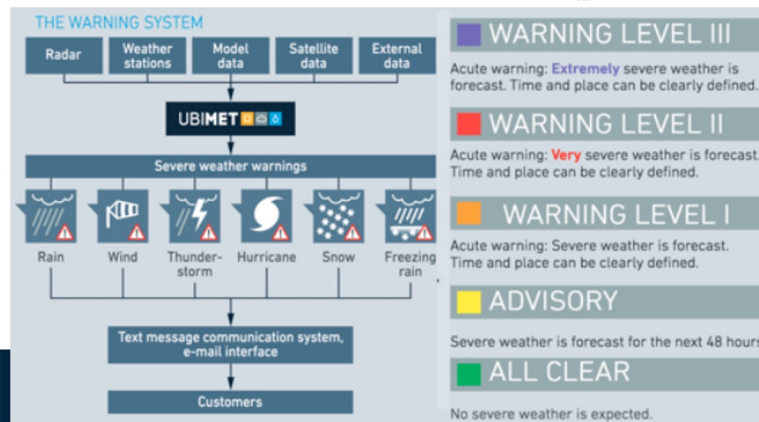 THE WARNING SYSTEM
Radar
Weather
stations
Model
data
Satellite
data
External
data
UBIMET
Severe weather warnings
Rain
Wind
Thunder-
storm
Hurricane
Snow
Freezing
rain
Text message communication system,
e-mail interface
Customers
WARNING LEVEL III
Acute warning: Extremely severe weather is
forecast. Time and place can be clearly defined.
WARNING LEVEL II
Acute warning: Very severe weather is forecast.
Time and place can be clearly defined.
WARNING LEVEL I
Acute warning: Severe weather is forecast.
Time and place can be clearly defined.
ADVISORY
Severe weather is forecast for the next 48 hours
ALL CLEAR
No severe weather is expected.